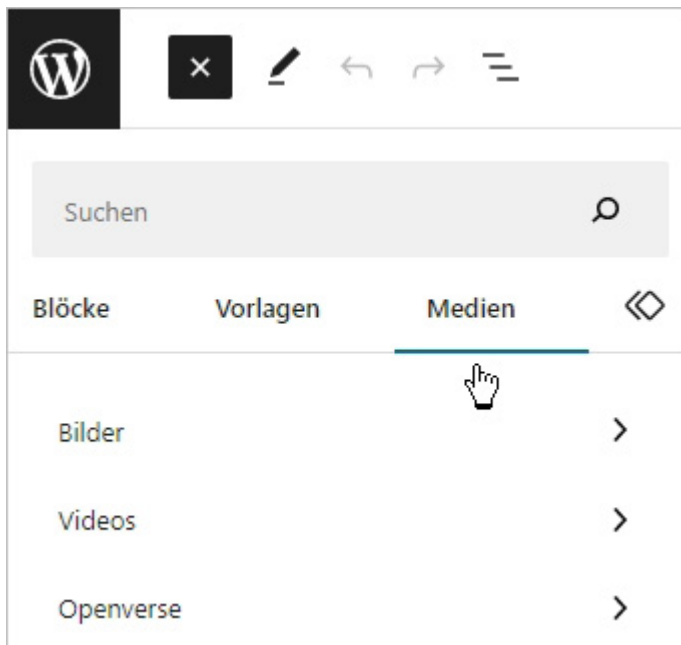 Suchen
Blöcke Vorlagen Medien
Bilder
Videos
Openverse